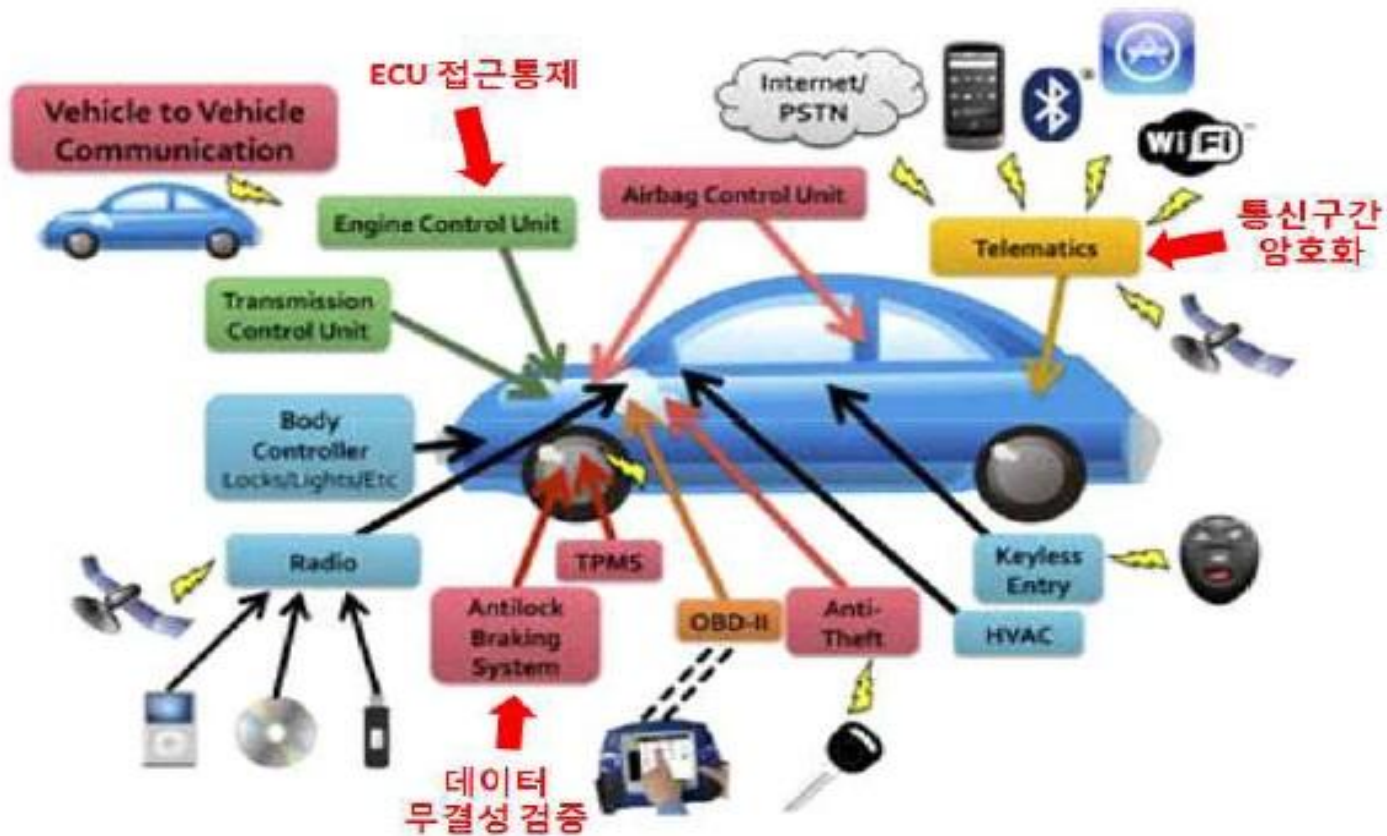 ECU 접근통제
Vehicle to Vehicle
Communication
Internet/
PSTN
WiFi
Engine Control Unit
Airbag Control Unit
Telematics
통신구간
암호화
Transmission
Control Unit
Body
Controller
Locks/Lights/Etc
Radio
TPMS
Antilock
Braking
System
OBD-II
Anti-
Theft
Keyless
Entry
HVAC
데이터
무결성 검증